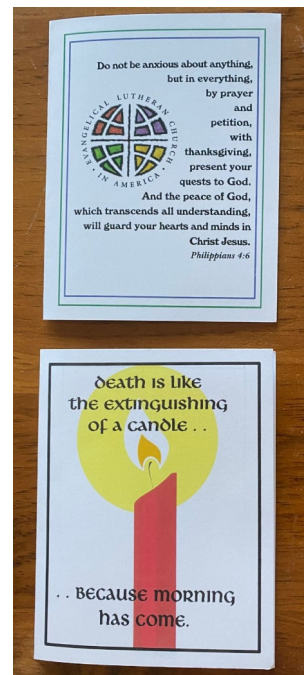 Do not be anxious about anything,
but in everything,
by prayer
and
petition,
with
thanksgiving,
present your
quests to God.
And the peace of God,
which transcends all understanding,
will guard your hearts and minds in
Christ Jesus.
Philippians 4:6
EVANGELICAL LUTHERAN CHURCH
• IN AMERICA •
death is like
the extinguishing
of a candle . .
. . because morning
has come.